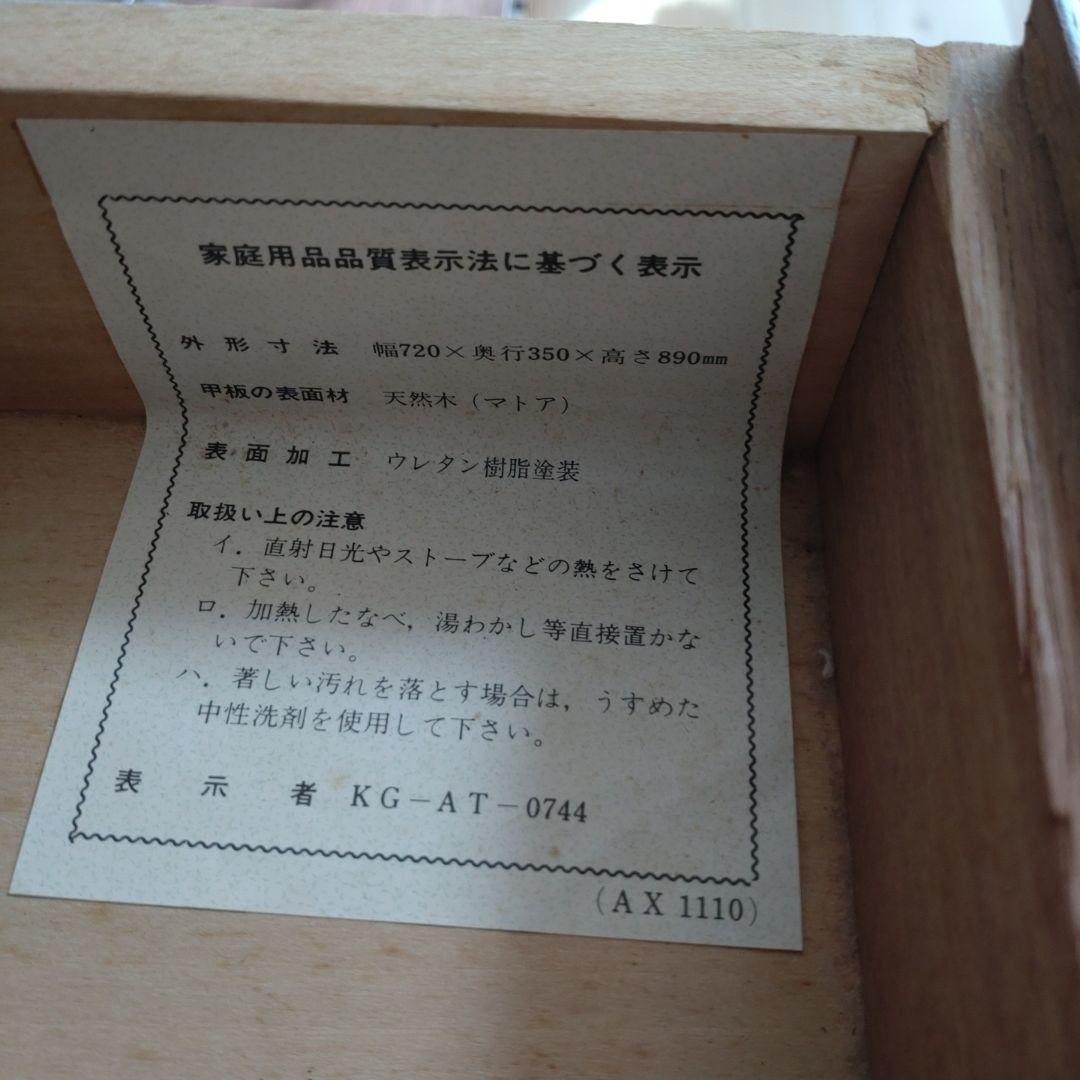 家庭用品品質表示法に基づく表示
外形寸法 幅720×奥行350×高さ890mm
甲板の表面材 天然木（マトア）
表面加工 ウレタン樹脂塗装
取扱い上の注意
イ．直射日光やストーブなどの熱をさけて
下さい。
ロ．加熱したなべ，湯わかし等直接置かな
いで下さい。
ハ．著しい汚れを落とす場合は，うすめた
中性洗剤を使用して下さい。
表示者 KG－AT－0744
（AX 1110）